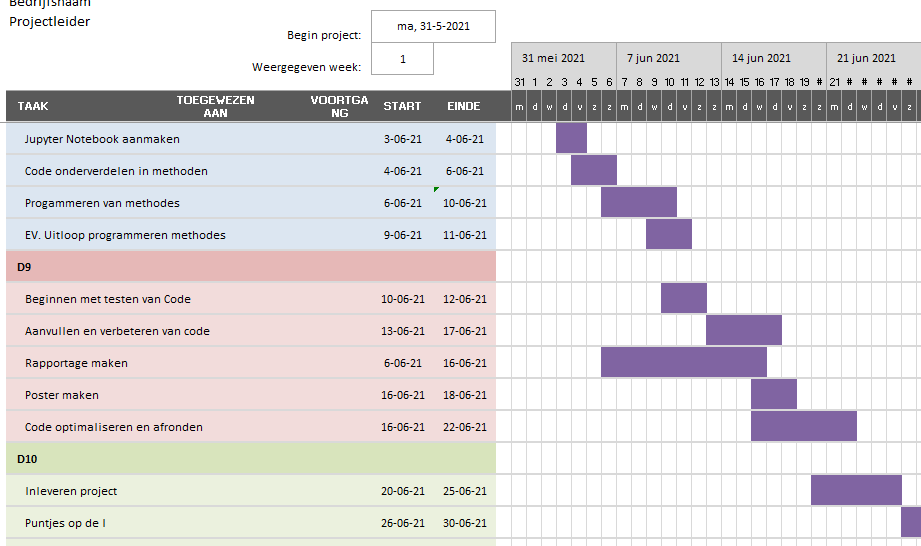 Bedrijfsnaam
Projectleider
Begin project: ma, 31-5-2021
Weergegeven week: 1
31 mei 2021 7 jun 2021 14 jun 2021 21 jun 2021
31 1 2 3 4 5 6 7 8 9 10 11 12 13 14 15 16 17 18 19 # 21 # # # # #
TAAK TOEGEWEZEN AAN VOORTGANG START EINDE m d w d v z z m d w d v z z m d w d v z z m d w d v z
Jupyter Notebook aanmaken 3-06-21 4-06-21
Code onderverdelen in methoden 4-06-21 6-06-21
Progammeren van methodes 6-06-21 10-06-21
EV. Uitloop programmeren methodes 9-06-21 11-06-21
D9
Beginnen met testen van Code 10-06-21 12-06-21
Aanvullen en verbeteren van code 13-06-21 17-06-21
Rapportage maken 6-06-21 16-06-21
Poster maken 16-06-21 18-06-21
Code optimaliseren en afronden 16-06-21 22-06-21
D10
Inleveren project 20-06-21 25-06-21
Puntjes op de I 26-06-21 30-06-21